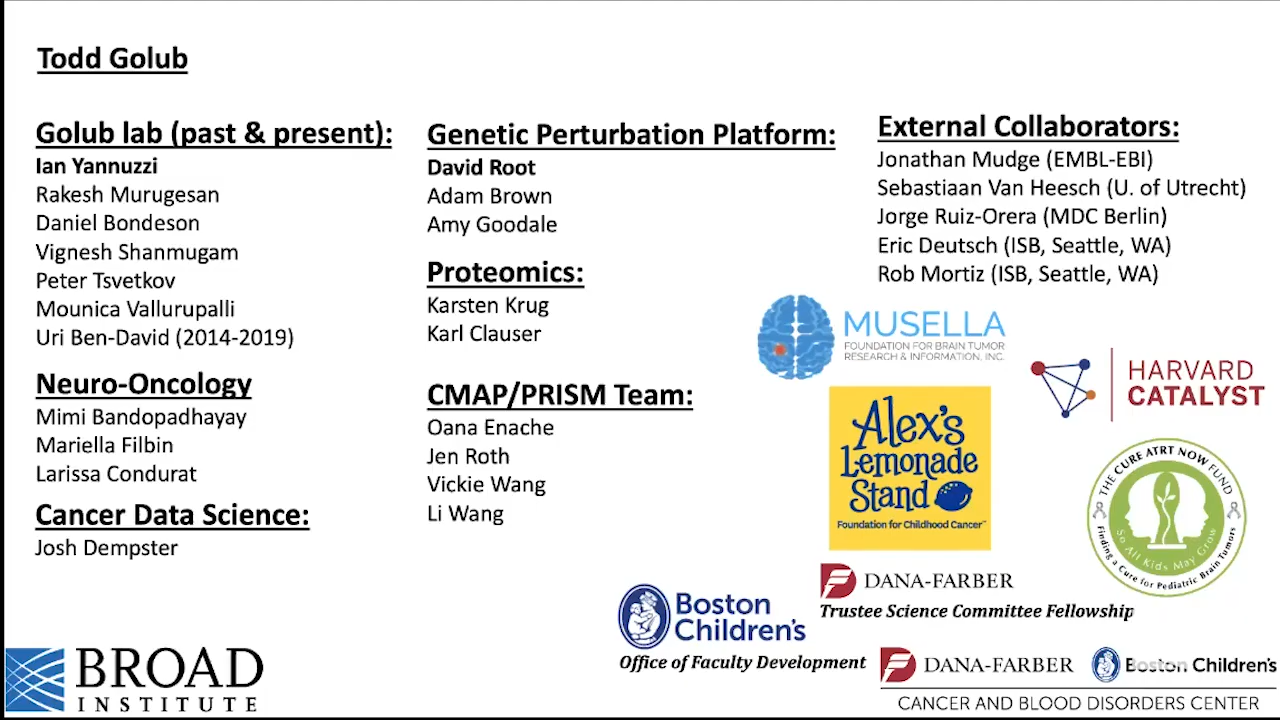 Todd Golub
Golub lab (past & present):
Ian Yannuzzi
Rakesh Murugesan
Daniel Bondeson
Vignesh Shanmugam
Peter Tsvetkov
Mounica Vallurupalli
Uri Ben-David (2014-2019)
Neuro-Oncology
Mimi Bandopadhayay
Mariella Filbin
Larissa Condurat
Cancer Data Science:
Josh Dempster
Genetic Perturbation Platform:
David Root
Adam Brown
Amy Goodale
Proteomics:
Karsten Krug
Karl Clauser
CMAP/PRISM Team:
Oana Enache
Jen Roth
Vickie Wang
Li Wang
External Collaborators:
Jonathan Mudge (EMBL-EBI)
Sebastiaan Van Heesch (U. of Utrecht)
Jorge Ruiz-Orera (MDC Berlin)
Eric Deutsch (ISB, Seattle, WA)
Rob Mortiz (ISB, Seattle, WA)
MUSELLA
FOUNDATION FOR BRAIN TUMOR
RESEARCH & INFORMATION, INC.
HARVARD
CATALYST
Alex's
Lemonade
Stand
Foundation for Childhood Cancer™
THE CURE ATRT NOW FUND
So All Kids May Grow
Finding a Cure for Pediatric Brain Tumors
DANA-FARBER
Trustee Science Committee Fellowship
Boston
Children's
Office of Faculty Development
DANA-FARBER
Boston Children's
CANCER AND BLOOD DISORDERS CENTER
BROAD
INSTITUTE